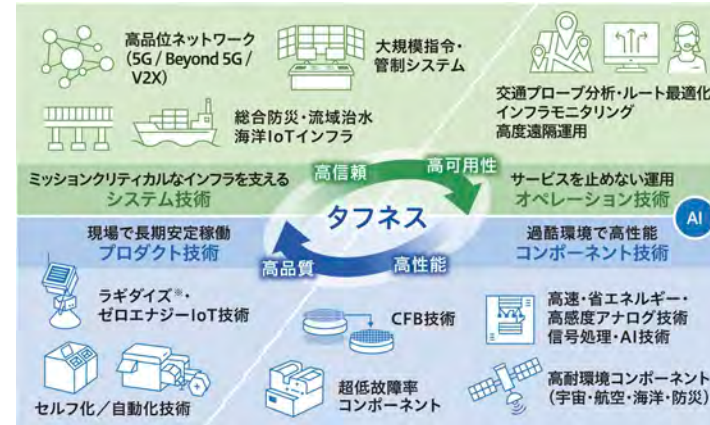 高品位ネットワーク
(5G / Beyond 5G /
V2X)
大規模指令・
管制システム
総合防災・流域治水
海洋IoTインフラ
交通プローブ分析・ルート最適化
インフラモニタリング
高度遠隔運用
ミッションクリティカルなインフラを支える
システム技術
高信頼
高可用性
サービスを止めない運用
オペレーション技術
タフネス
AI
現場で長期安定稼働
プロダクト技術
高品質
高性能
過酷環境で高性能
コンポーネント技術
ラギダイズ※・
ゼロエナジーIoT技術
CFB技術
高速・省エネルギー・
高感度アナログ技術
信号処理・AI技術
セルフ化／自動化技術
超低故障率
コンポーネント
高耐環境コンポーネント
(宇宙・航空・海洋・防災)